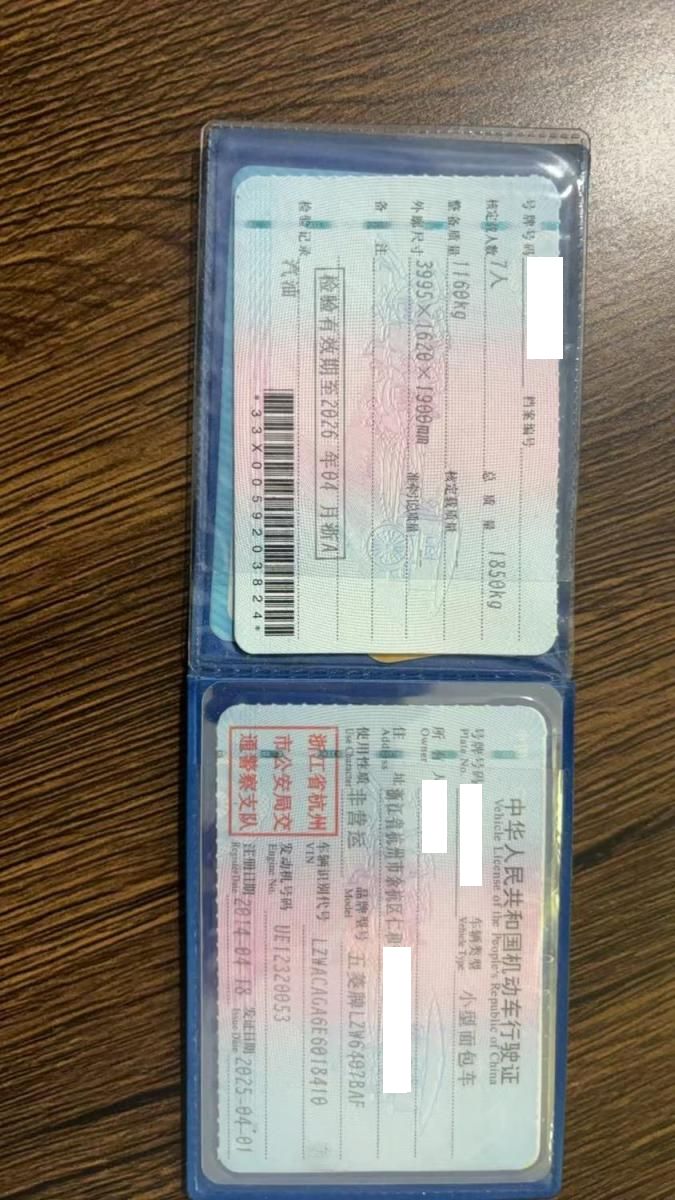 号牌号码
档案编号
核定载人数 7人 总质量 1850kg
整备质量 1160kg 核定载质量
外廓尺寸 3995×1620×1900mm 准牵引总质量
备注
检验有效期至2026年04月浙A
检验记录
汽油
*33X0059203824*
中华人民共和国机动车行驶证
Vehicle License of the People's Republic of China
号牌号码 车辆类型 小型面包车
Plate No. Vehicle Type
所有人
Owner
住址 浙江省杭州市余杭区仁和
Address
使用性质 非营运 品牌型号 五菱牌LZW6407BAF
Use Character Model
浙江省杭州
市公安局交
通警察支队
车辆识别代号 LZWACAGA6E6018410
VIN
发动机号码 UE12320053
Engine No.
注册日期 2014-04-18 发证日期 2025-04-01
Register Date Issue Date